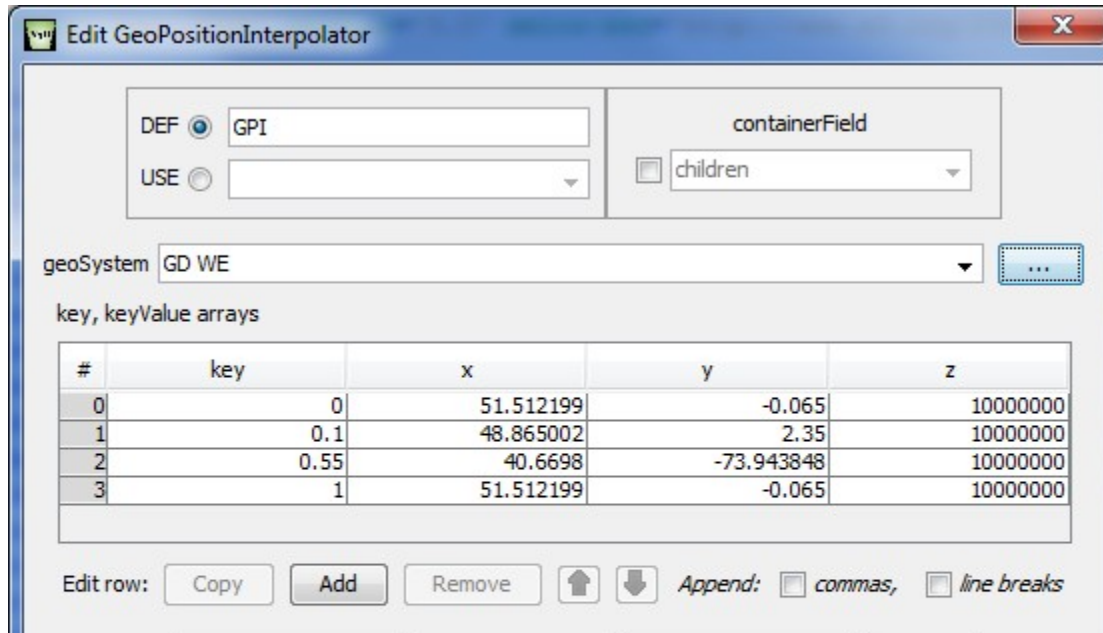 Edit GeoPositionInterpolator
DEF GPI
containerField
USE
children
geoSystem GD WE ...
key, keyValue arrays
# key x y z
0 0 51.512199 -0.065 10000000
1 0.1 48.865002 2.35 10000000
2 0.55 40.6698 -73.943848 10000000
3 1 51.512199 -0.065 10000000
Edit row: Copy Add Remove Append: commas, line breaks